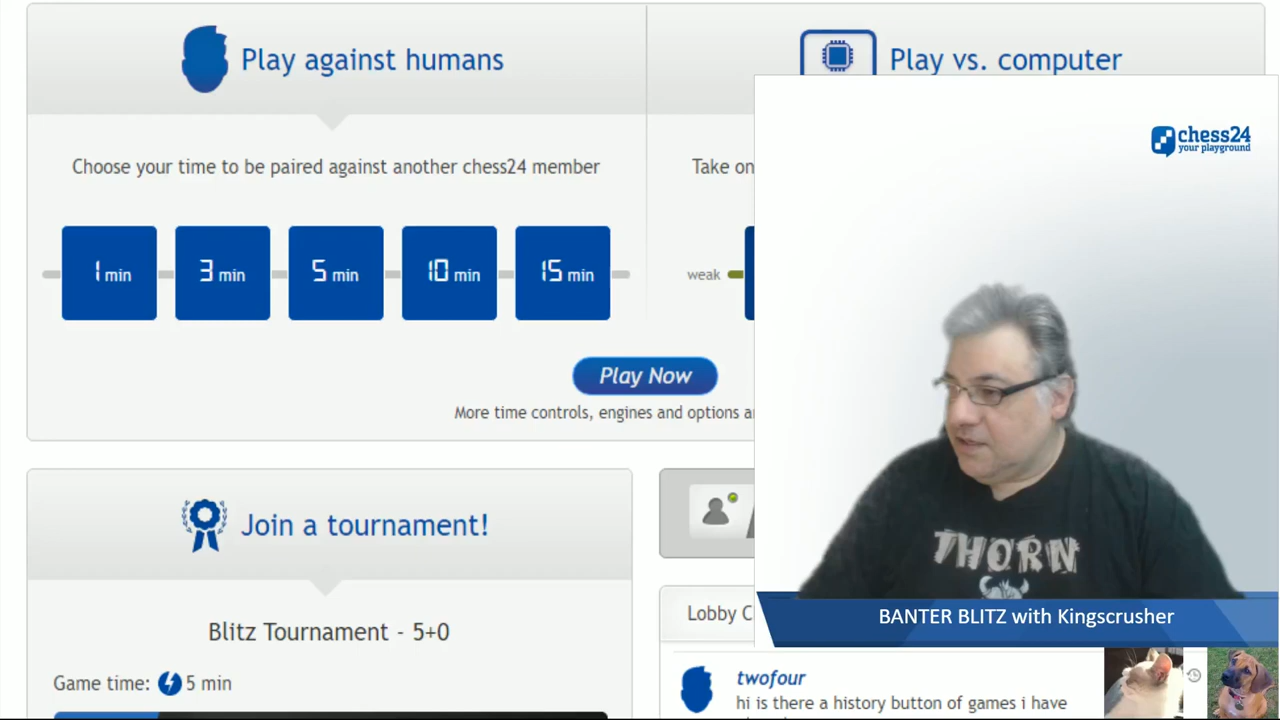 Play against humans
Play vs. computer
chess24
your playground
Choose your time to be paired against another chess24 member
Take on
1 min
3 min
5 min
10 min
15 min
weak
Play Now
More time controls, engines and options
THORN
Join a tournament!
Blitz Tournament - 5+0
Game time: 5 min
Lobby
BANTER BLITZ with Kingscrusher
twofour
hi is there a history button of games i have